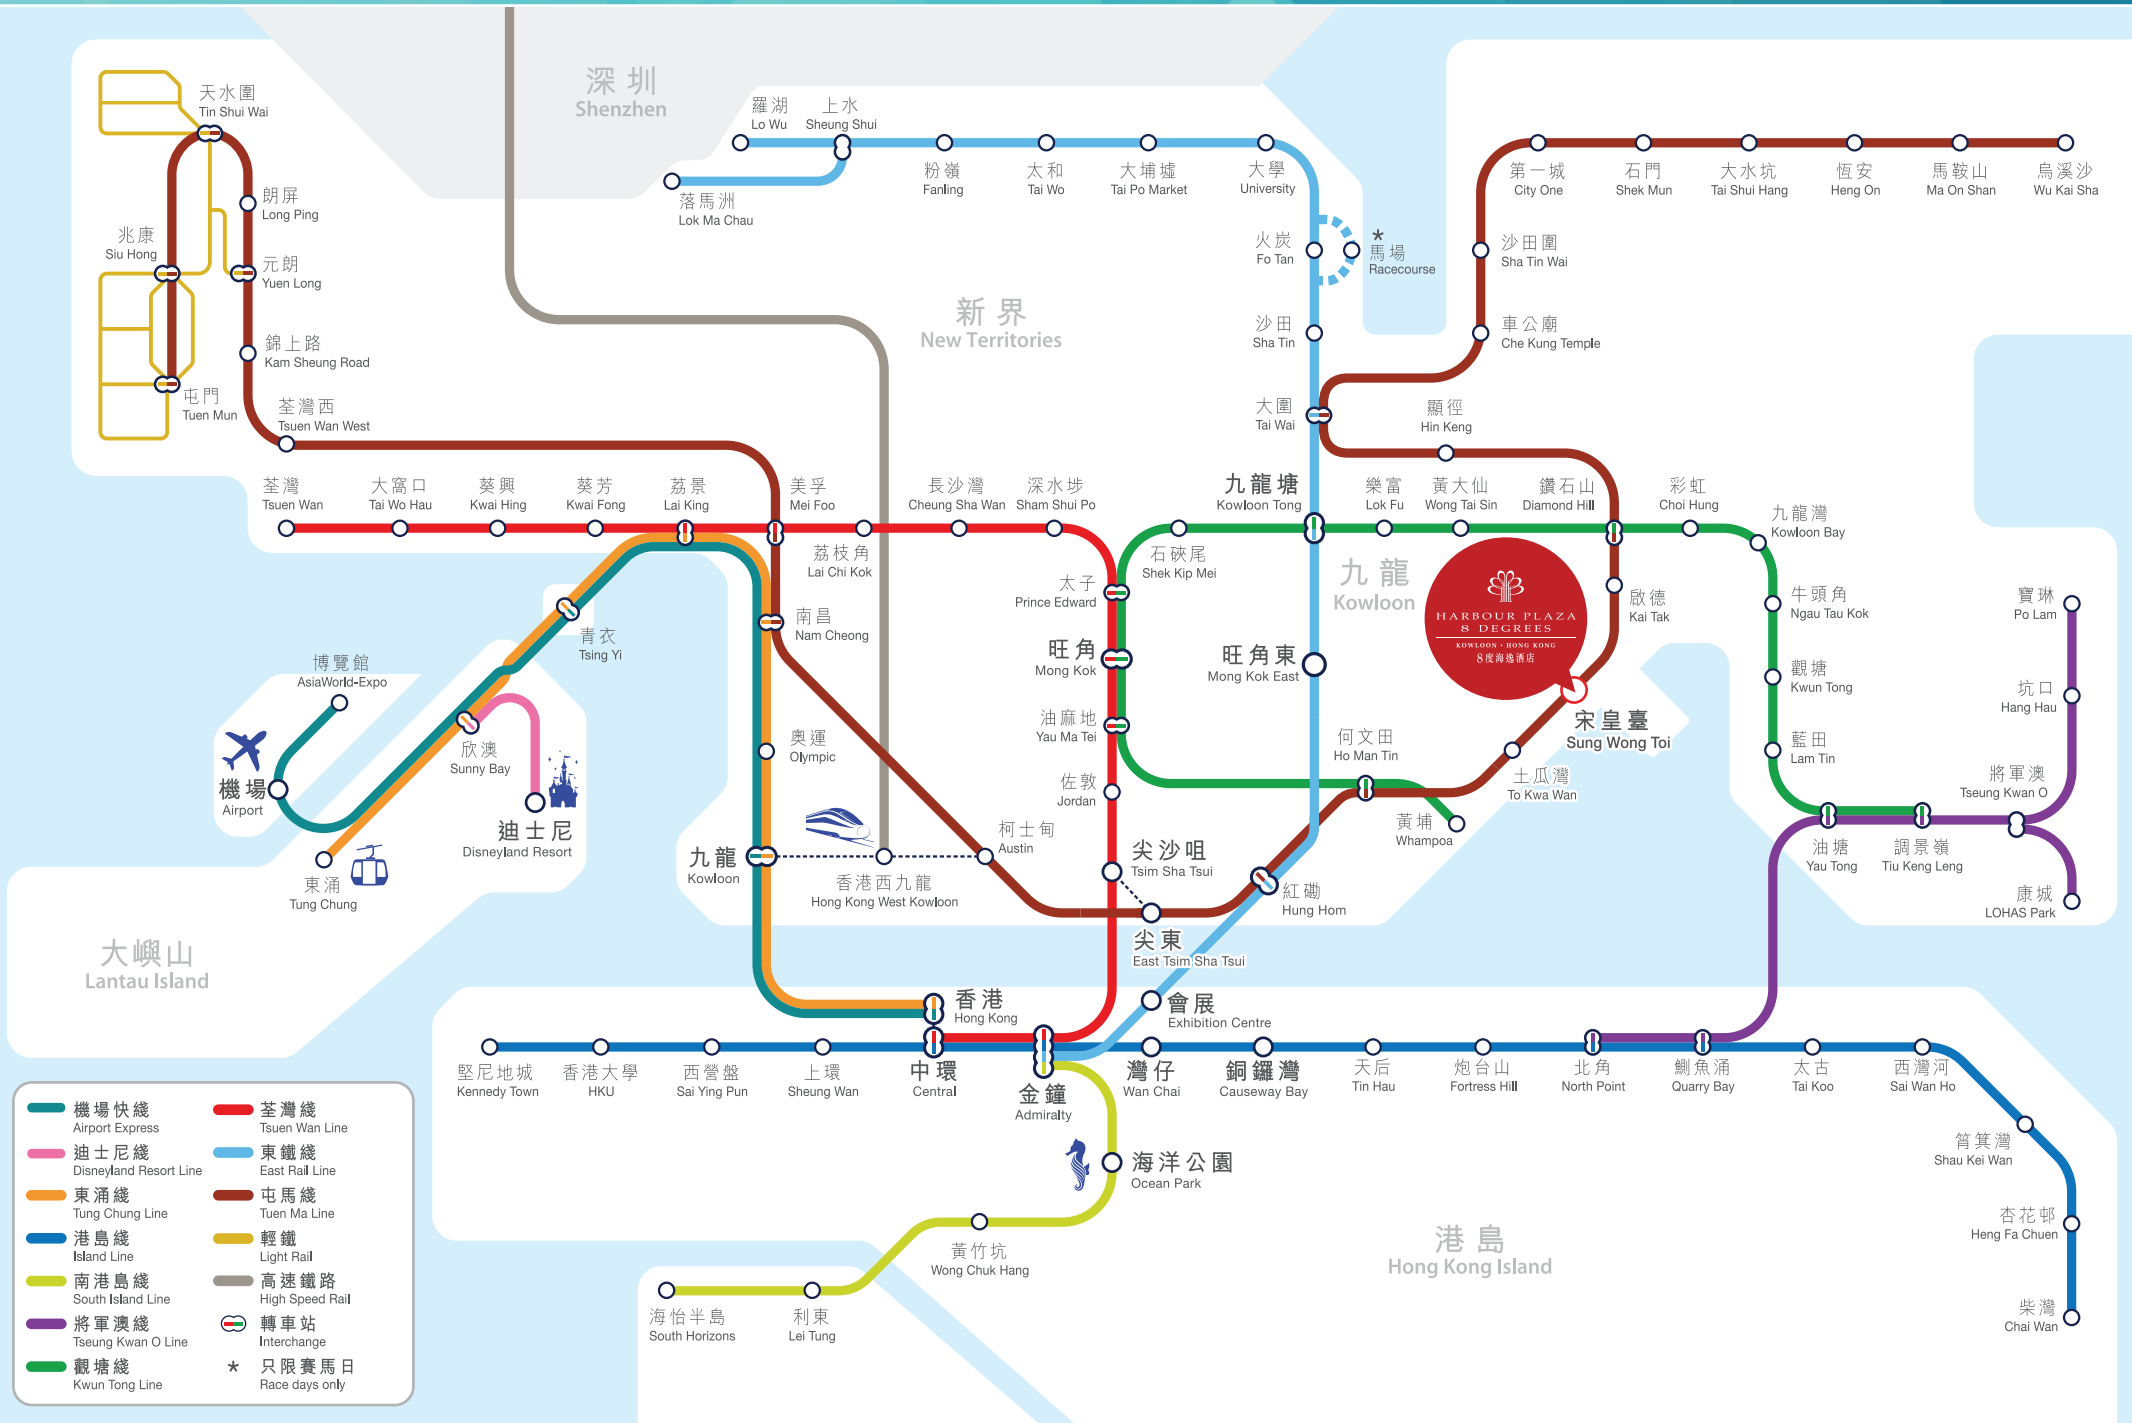 深圳
Shenzhen
天水圍
Tin Shui Wai
羅湖
Lo Wu
上水
Sheung Shui
粉嶺
Fanling
太和
Tai Wo
大埔墟
Tai Po Market
大學
University
第一城
City One
石門
Shek Mun
大水坑
Tai Shui Hang
恆安
Heng On
馬鞍山
Ma On Shan
烏溪沙
Wu Kai Sha
落馬洲
Lok Ma Chau
朗屏
Long Ping
兆康
Siu Hong
元朗
Yuen Long
火炭
Fo Tan
*
馬場
Racecourse
沙田圍
Sha Tin Wai
新界
New Territories
沙田
Sha Tin
車公廟
Che Kung Temple
錦上路
Kam Sheung Road
屯門
Tuen Mun
荃灣西
Tsuen Wan West
大圍
Tai Wai
顯徑
Hin Keng
荃灣
Tsuen Wan
大窩口
Tai Wo Hau
葵興
Kwai Hing
葵芳
Kwai Fong
荔景
Lai King
美孚
Mei Foo
長沙灣
Cheung Sha Wan
深水埗
Sham Shui Po
九龍塘
Kowloon Tong
樂富
Lok Fu
黃大仙
Wong Tai Sin
鑽石山
Diamond Hill
彩虹
Choi Hung
九龍灣
Kowloon Bay
荔枝角
Lai Chi Kok
石硤尾
Shek Kip Mei
九龍
Kowloon
太子
Prince Edward
HARBOUR PLAZA
8 DEGREES
KOWLOON · HONG KONG
8度海逸酒店
啟德
Kai Tak
牛頭角
Ngau Tau Kok
寶琳
Po Lam
南昌
Nam Cheong
青衣
Tsing Yi
旺角
Mong Kok
旺角東
Mong Kok East
博覽館
AsiaWorld-Expo
觀塘
Kwun Tong
坑口
Hang Hau
油麻地
Yau Ma Tei
宋皇臺
Sung Wong Toi
奧運
Olympic
何文田
Ho Man Tin
藍田
Lam Tin
欣澳
Sunny Bay
機場
Airport
佐敦
Jordan
土瓜灣
To Kwa Wan
將軍澳
Tseung Kwan O
迪士尼
Disneyland Resort
柯士甸
Austin
黃埔
Whampoa
九龍
Kowloon
尖沙咀
Tsim Sha Tsui
油塘
Yau Tong
調景嶺
Tiu Keng Leng
東涌
Tung Chung
香港西九龍
Hong Kong West Kowloon
紅磡
Hung Hom
康城
LOHAS Park
大嶼山
Lantau Island
尖東
East Tsim Sha Tsui
香港
Hong Kong
會展
Exhibition Centre
堅尼地城
Kennedy Town
香港大學
HKU
西營盤
Sai Ying Pun
上環
Sheung Wan
中環
Central
金鐘
Admiralty
灣仔
Wan Chai
銅鑼灣
Causeway Bay
天后
Tin Hau
炮台山
Fortress Hill
北角
North Point
鰂魚涌
Quarry Bay
太古
Tai Koo
西灣河
Sai Wan Ho
筲箕灣
Shau Kei Wan
海洋公園
Ocean Park
杏花邨
Heng Fa Chuen
黃竹坑
Wong Chuk Hang
港島
Hong Kong Island
海怡半島
South Horizons
利東
Lei Tung
柴灣
Chai Wan
機場快綫
Airport Express
迪士尼綫
Disneyland Resort Line
東涌綫
Tung Chung Line
港島綫
Island Line
南港島綫
South Island Line
將軍澳綫
Tseung Kwan O Line
觀塘綫
Kwun Tong Line
荃灣綫
Tsuen Wan Line
東鐵綫
East Rail Line
屯馬綫
Tuen Ma Line
輕鐵
Light Rail
高速鐵路
High Speed Rail
轉車站
Interchange
* 只限賽馬日
Race days only